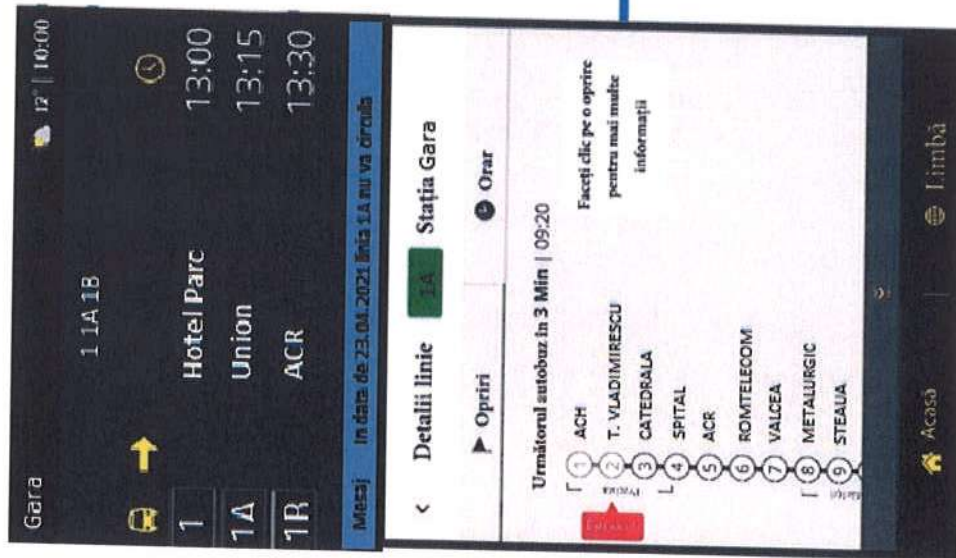 Gara 12° | 10:00
1 1A 1B
1 Hotel Parc 13:00
1A Union 13:15
1B ACR 13:30
Mesaj In data de 23.04.2021 linia 1A nu va circula
< Detalii linie 1A Stația Gara
Opriri Orar
Următorul autobuz in 3 Min | 09:20
Faceți clic pe o oprire
pentru mai multe
informații
1 ACH
2 T. VLADIMIRESCU
3 CATEDRALA
4 SPITAL
5 ACR
6 ROMTELECOM
7 VALCEA
8 METALURGIC
9 STEAUA
Acasă | Limbă